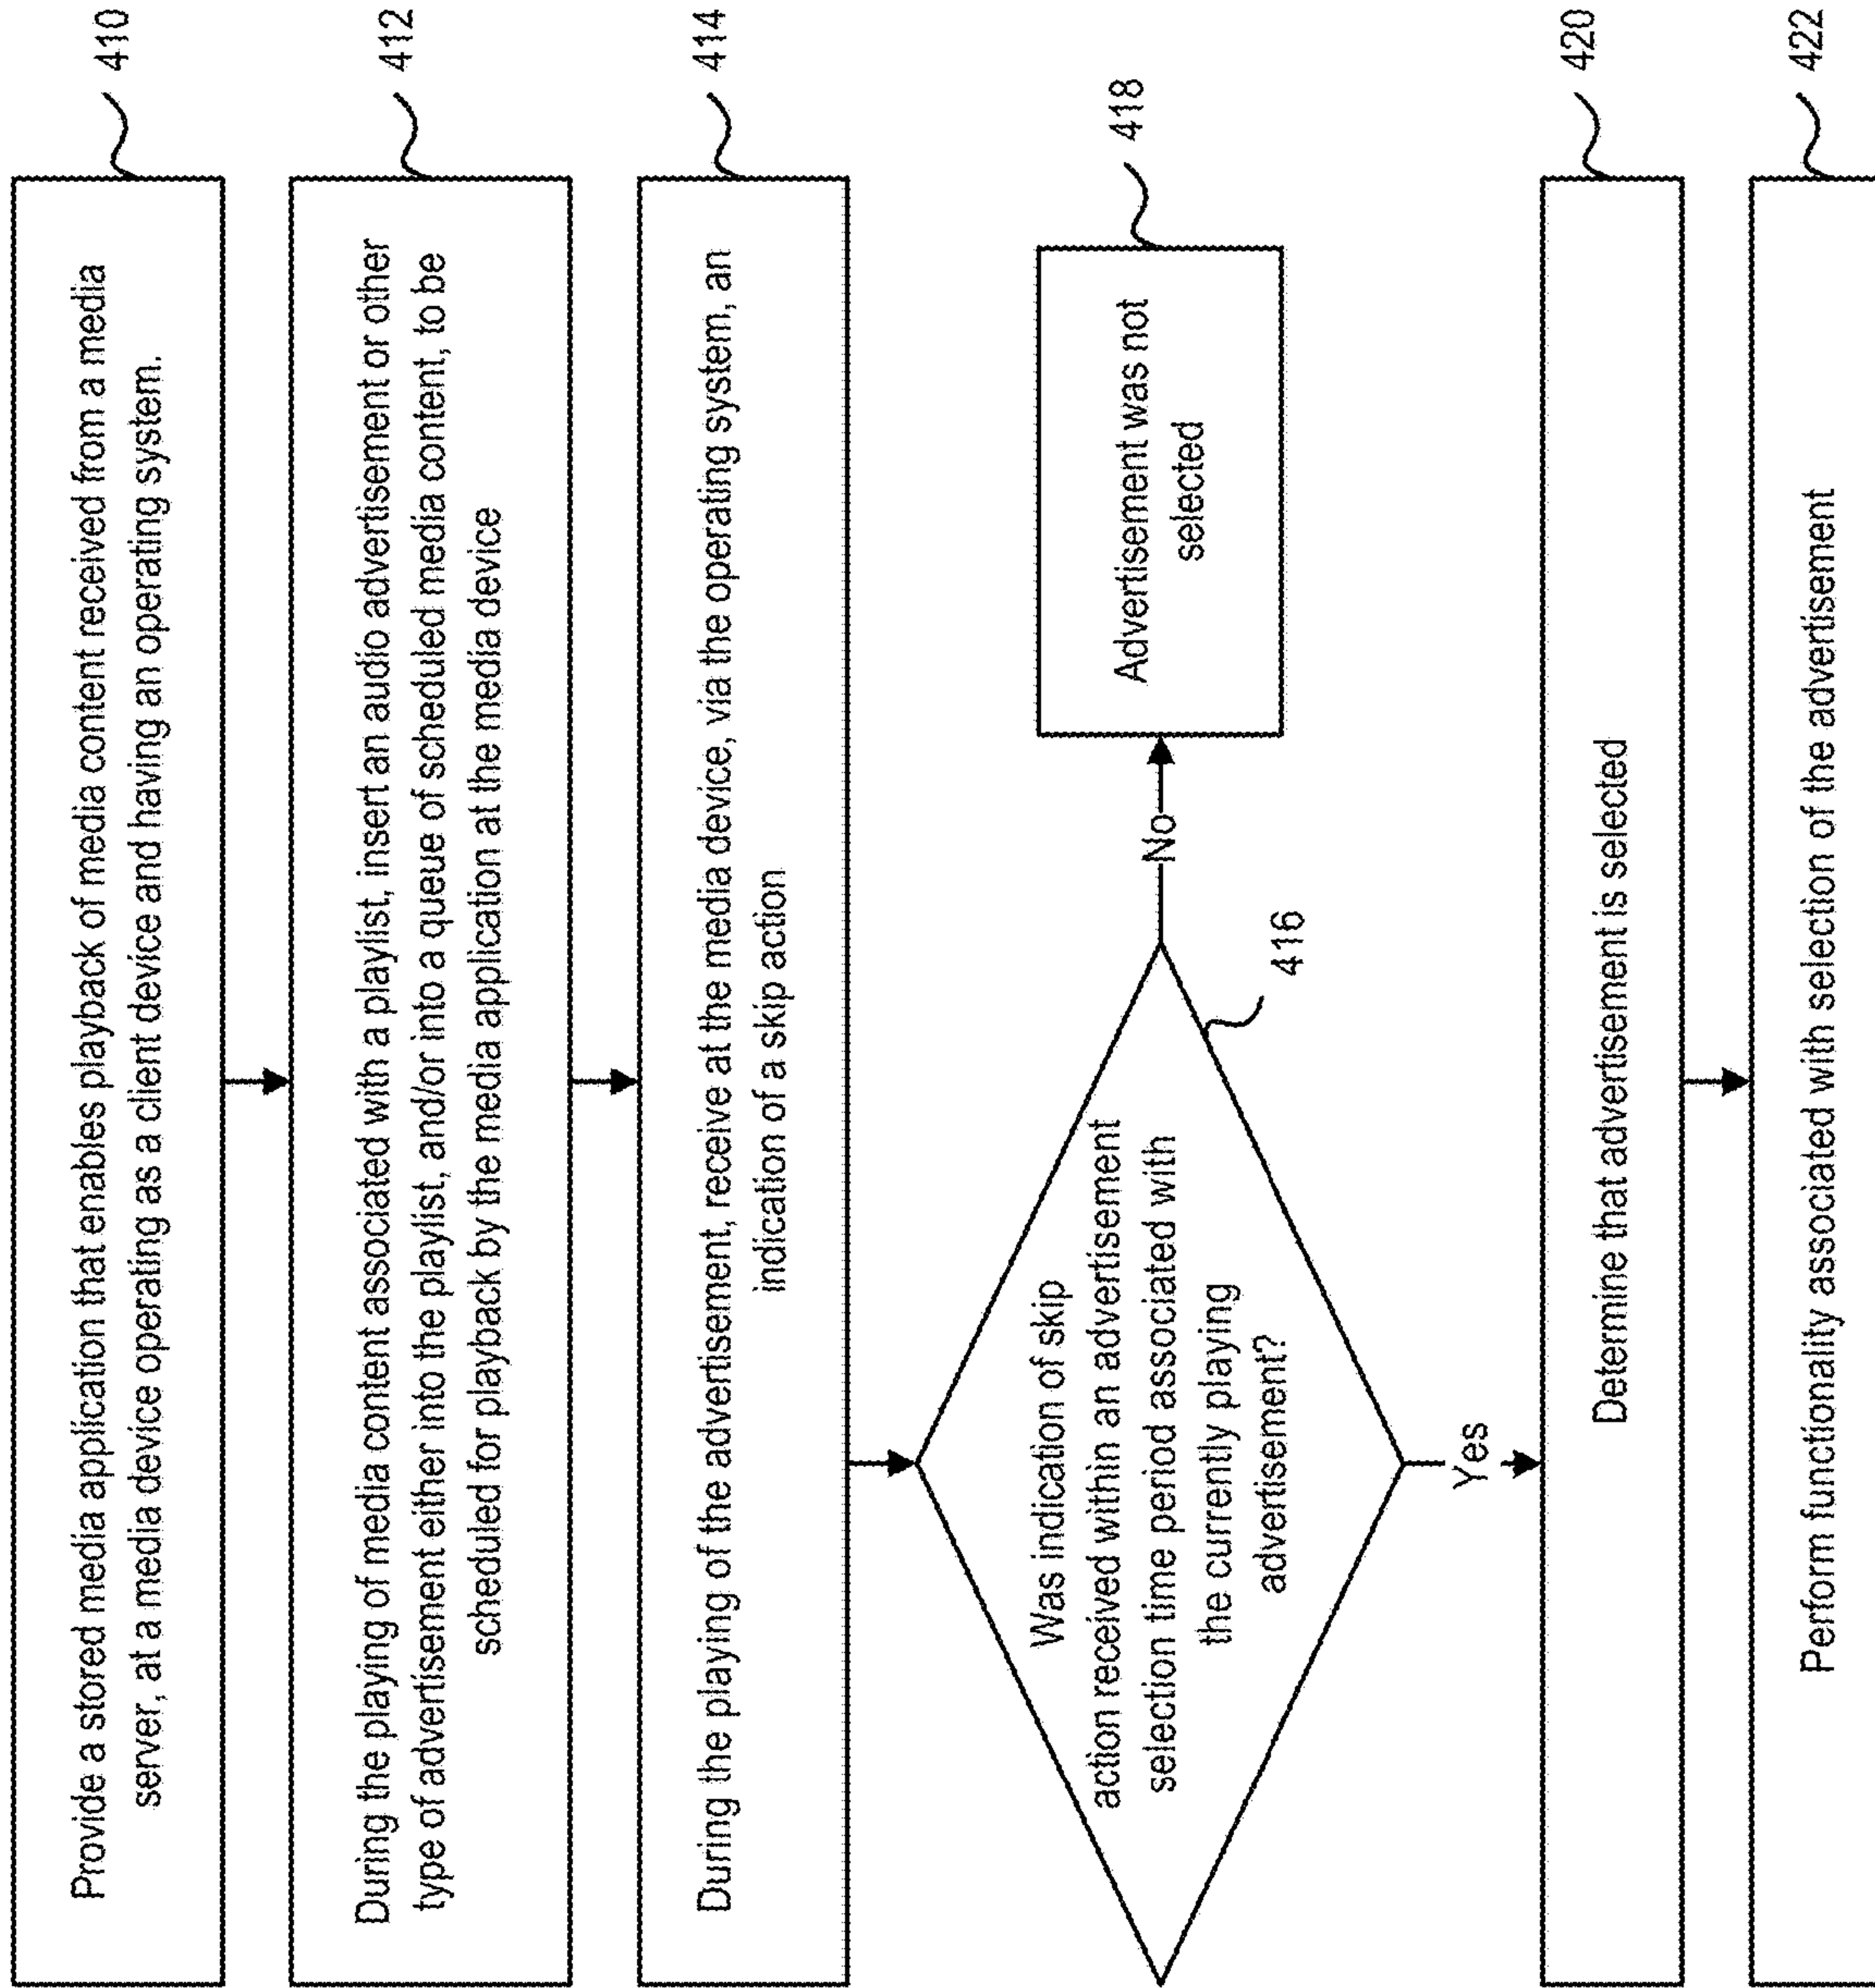 Provide a stored media application that enables playback of media content received from a media
server, at a media device operating as a client device and having an operating system.
410
During the playing of media content associated with a playlist, insert an audio advertisement or other
type of advertisement either into the playlist, and/or into a queue of scheduled media content, to be
scheduled for playback by the media application at the media device
412
During the playing of the advertisement, receive at the media device, via the operating system, an
indication of a skip action
414
Was indication of skip
action received within an advertisement
selection time period associated with
the currently playing
advertisement?
416
No
Advertisement was not
selected
418
Yes
Determine that advertisement is selected
420
Perform functionality associated with selection of the advertisement
422